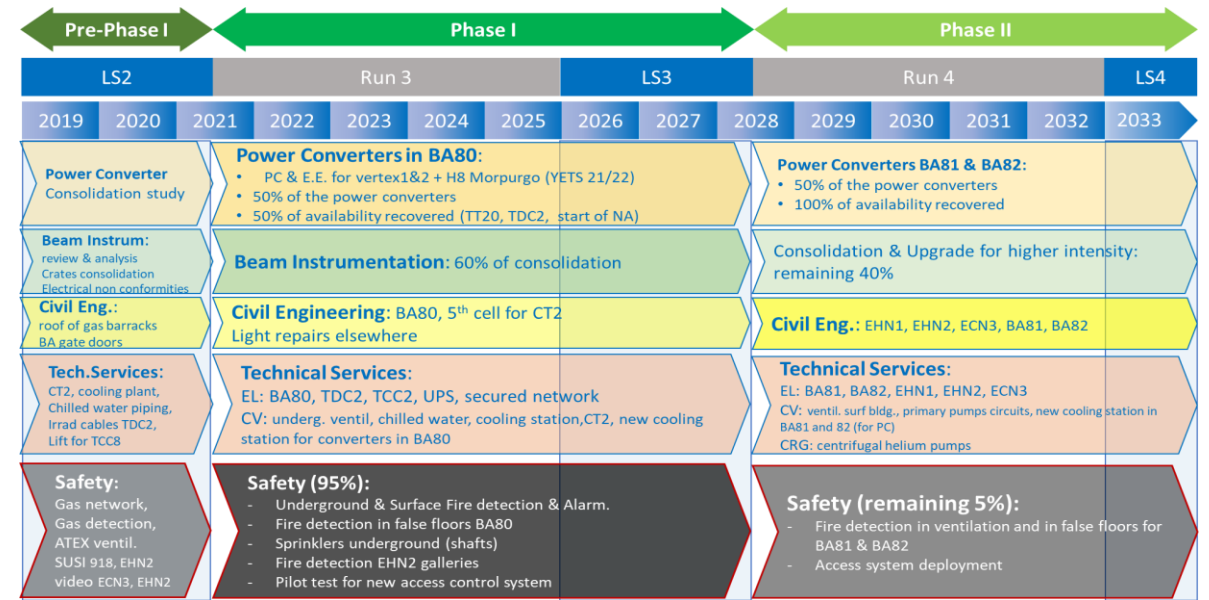 Pre-Phase I
Phase I
Phase II
LS2
Run 3
LS3
Run 4
LS4
2019
2020
2021
2022
2023
2024
2025
2026
2027
2028
2029
2030
2031
2032
2033
Power Converter
Consolidation study
Power Converters in BA80:
• PC & E.E. for vertex1&2 + H8 Morpurgo (YETS 21/22)
• 50% of the power converters
• 50% of availability recovered (TT20, TDC2, start of NA)
Power Converters BA81 & BA82:
• 50% of the power converters
• 100% of availability recovered
Beam Instrum:
review & analysis
Crates consolidation
Electrical non conformities
Beam Instrumentation: 60% of consolidation
Consolidation & Upgrade for higher intensity:
remaining 40%
Civil Eng.:
roof of gas barracks
BA gate doors
Civil Engineering: BA80, 5th cell for CT2
Light repairs elsewhere
Civil Eng.: EHN1, EHN2, ECN3, BA81, BA82
Tech.Services:
CT2, cooling plant,
Chilled water piping,
Irrad cables TDC2,
Lift for TCC8
Technical Services:
EL: BA80, TDC2, TCC2, UPS, secured network
CV: underg. ventil, chilled water, cooling station,CT2, new cooling
station for converters in BA80
Technical Services:
EL: BA81, BA82, EHN1, EHN2, ECN3
CV: ventil. surf bldg., primary pumps circuits, new cooling station in
BA81 and 82 (for PC)
CRG: centrifugal helium pumps
Safety:
Gas network,
Gas detection,
ATEX ventil.
SUSI 918, EHN2
video ECN3, EHN2
Safety (95%):
- Underground & Surface Fire detection & Alarm.
- Fire detection in false floors BA80
- Sprinklers underground (shafts)
- Fire detection EHN2 galleries
- Pilot test for new access control system
Safety (remaining 5%):
- Fire detection in ventilation and in false floors for
BA81 & BA82
- Access system deployment